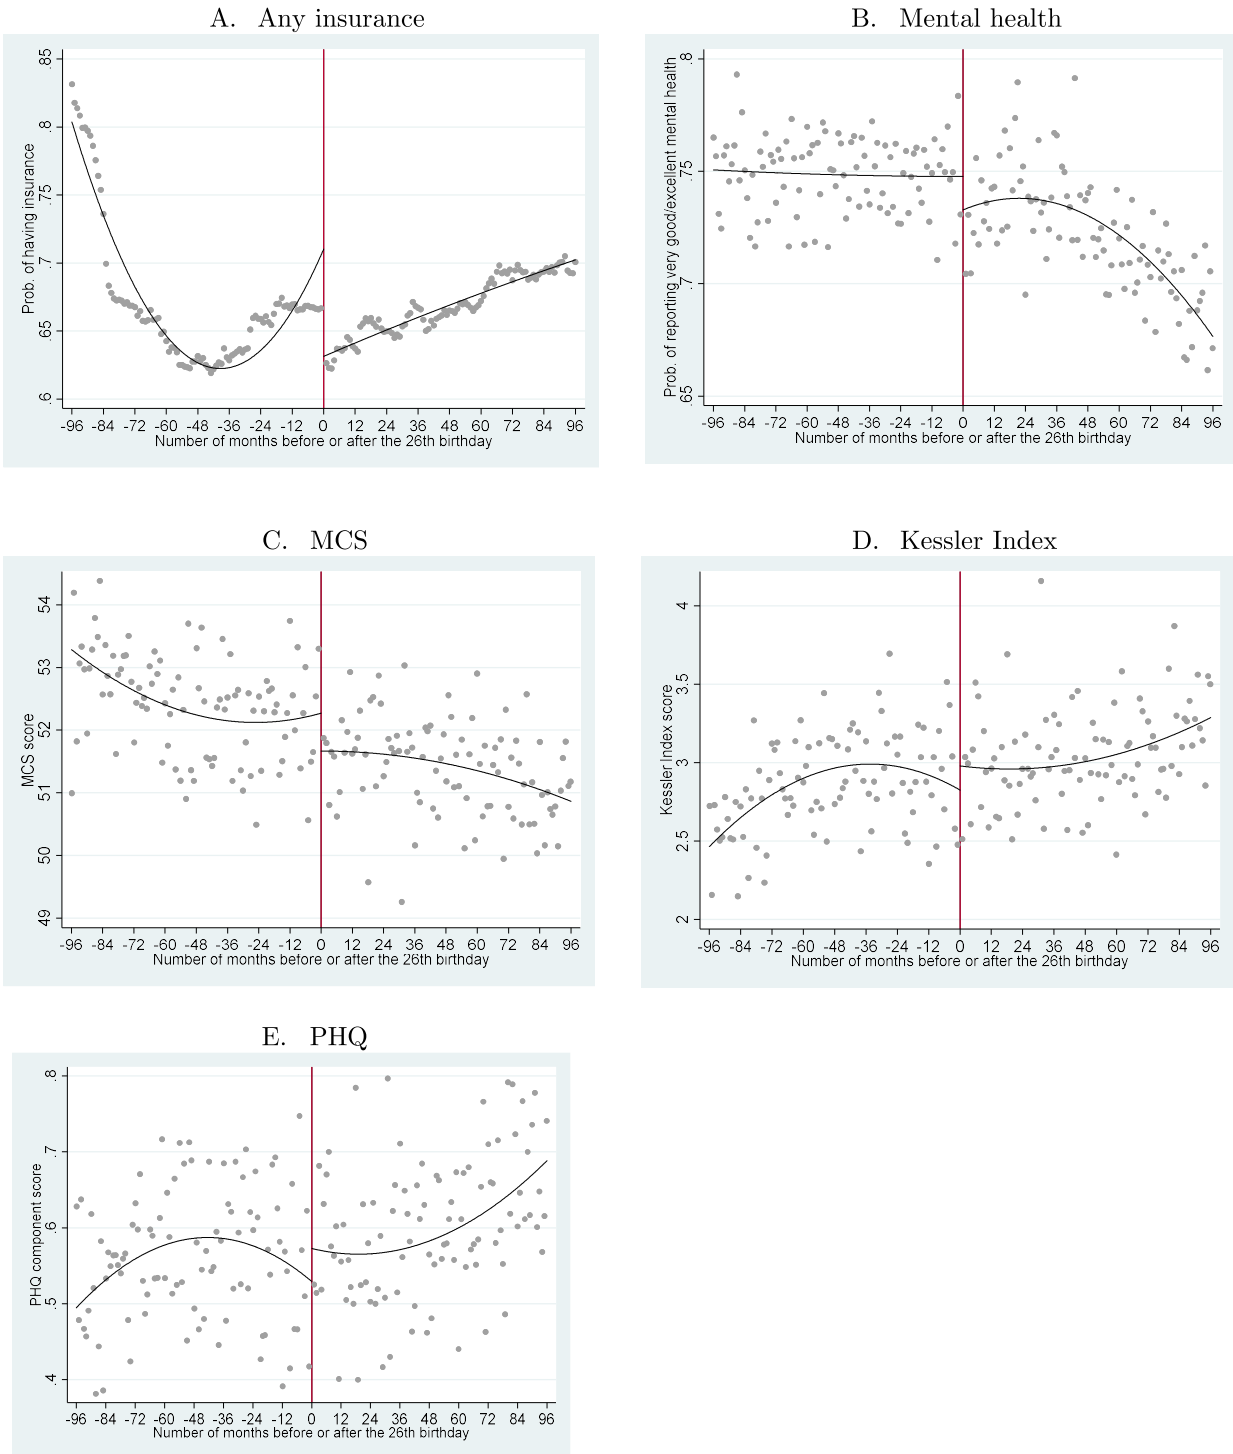 A. Any insurance
Prob. of having insurance
.85
.8
.75
.7
.65
.6
-96 -84 -72 -60 -48 -36 -24 -12 0 12 24 36 48 60 72 84 96
Number of months before or after the 26th birthday
B. Mental health
Prob. of reporting very good/excellent mental health
.8
.75
.7
.65
-96 -84 -72 -60 -48 -36 -24 -12 0 12 24 36 48 60 72 84 96
Number of months before or after the 26th birthday
C. MCS
MCS score
54
53
52
51
50
49
-96 -84 -72 -60 -48 -36 -24 -12 0 12 24 36 48 60 72 84 96
Number of months before or after the 26th birthday
D. Kessler Index
Kessler Index score
4
3.5
3
2.5
2
-96 -84 -72 -60 -48 -36 -24 -12 0 12 24 36 48 60 72 84 96
Number of months before or after the 26th birthday
E. PHQ
PHQ component score
.8
.7
.6
.5
.4
-96 -84 -72 -60 -48 -36 -24 -12 0 12 24 36 48 60 72 84 96
Number of months before or after the 26th birthday